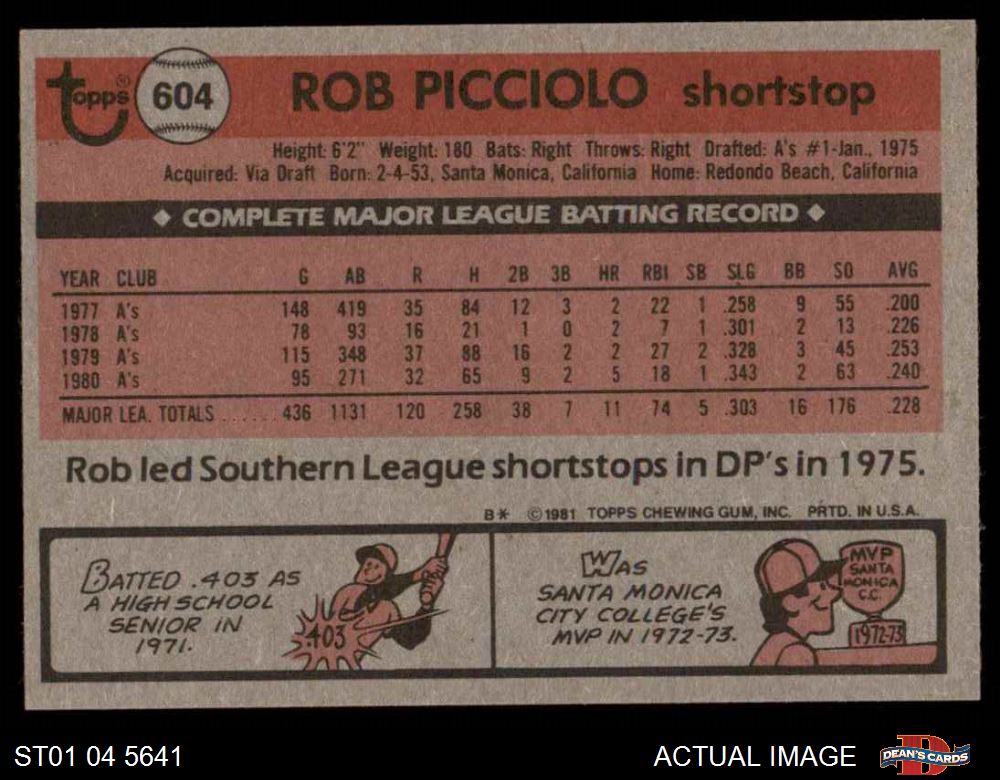 Topps® 604 ROB PICCIOLO shortstop
Height: 6'2" Weight: 180 Bats: Right Throws: Right Drafted: A's #1-Jan., 1975
Acquired: Via Draft Born: 2-4-53, Santa Monica, California Home: Redondo Beach, California
◆ COMPLETE MAJOR LEAGUE BATTING RECORD ◆
YEAR CLUB G AB R H 2B 3B HR RBI SB SLG BB SO AVG
1977 A's 148 419 35 84 12 3 2 22 1 .258 9 55 .200
1978 A's 78 93 16 21 1 0 2 7 1 .301 2 13 .226
1979 A's 115 348 37 88 16 2 2 27 2 .328 3 45 .253
1980 A's 95 271 32 65 9 2 5 18 1 .343 2 63 .240
MAJOR LEA. TOTALS ...... 436 1131 120 258 38 7 11 74 5 .303 16 176 .228
Rob led Southern League shortstops in DP's in 1975.
B* ©1981 TOPPS CHEWING GUM, INC. PRTD. IN U.S.A.
BATTED .403 AS
A HIGH SCHOOL
SENIOR IN
1971.
.403
WAS
SANTA MONICA
CITY COLLEGE'S
MVP IN 1972-73.
MVP
SANTA
MONICA
C.C.
1972-73
ST01 04 5641
ACTUAL IMAGE
DEAN'S CARDS